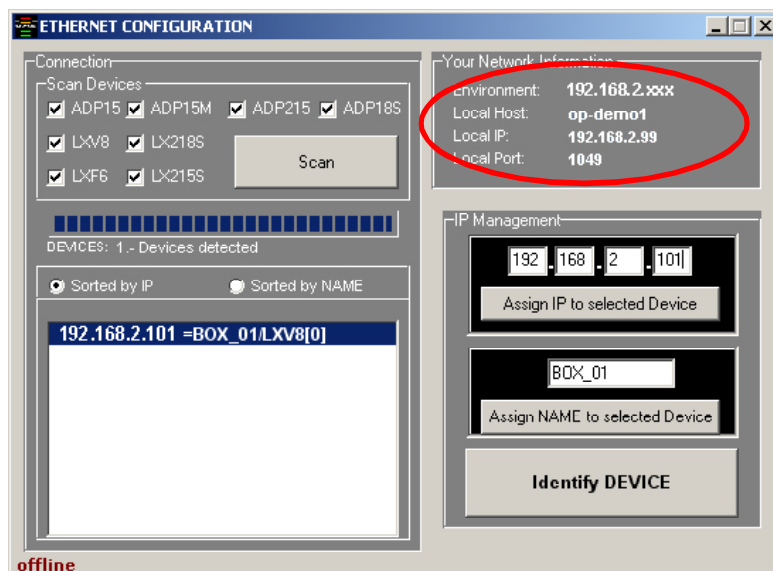 ETHERNET CONFIGURATION
Connection
Scan Devices
ADP15 ADP15M ADP215 ADP18S
LXV8 LX218S
LXF6 LX215S
Scan
DEVICES: 1.- Devices detected
Sorted by IP Sorted by NAME
192.168.2.101 =BOX_01/LXV8[0]
offline
Your Network Information
Environment: 192.168.2.xxx
Local Host: op-demo1
Local IP: 192.168.2.99
Local Port: 1049
IP Management
192 . 168 . 2 . 101
Assign IP to selected Device
BOX_01
Assign NAME to selected Device
Identify DEVICE